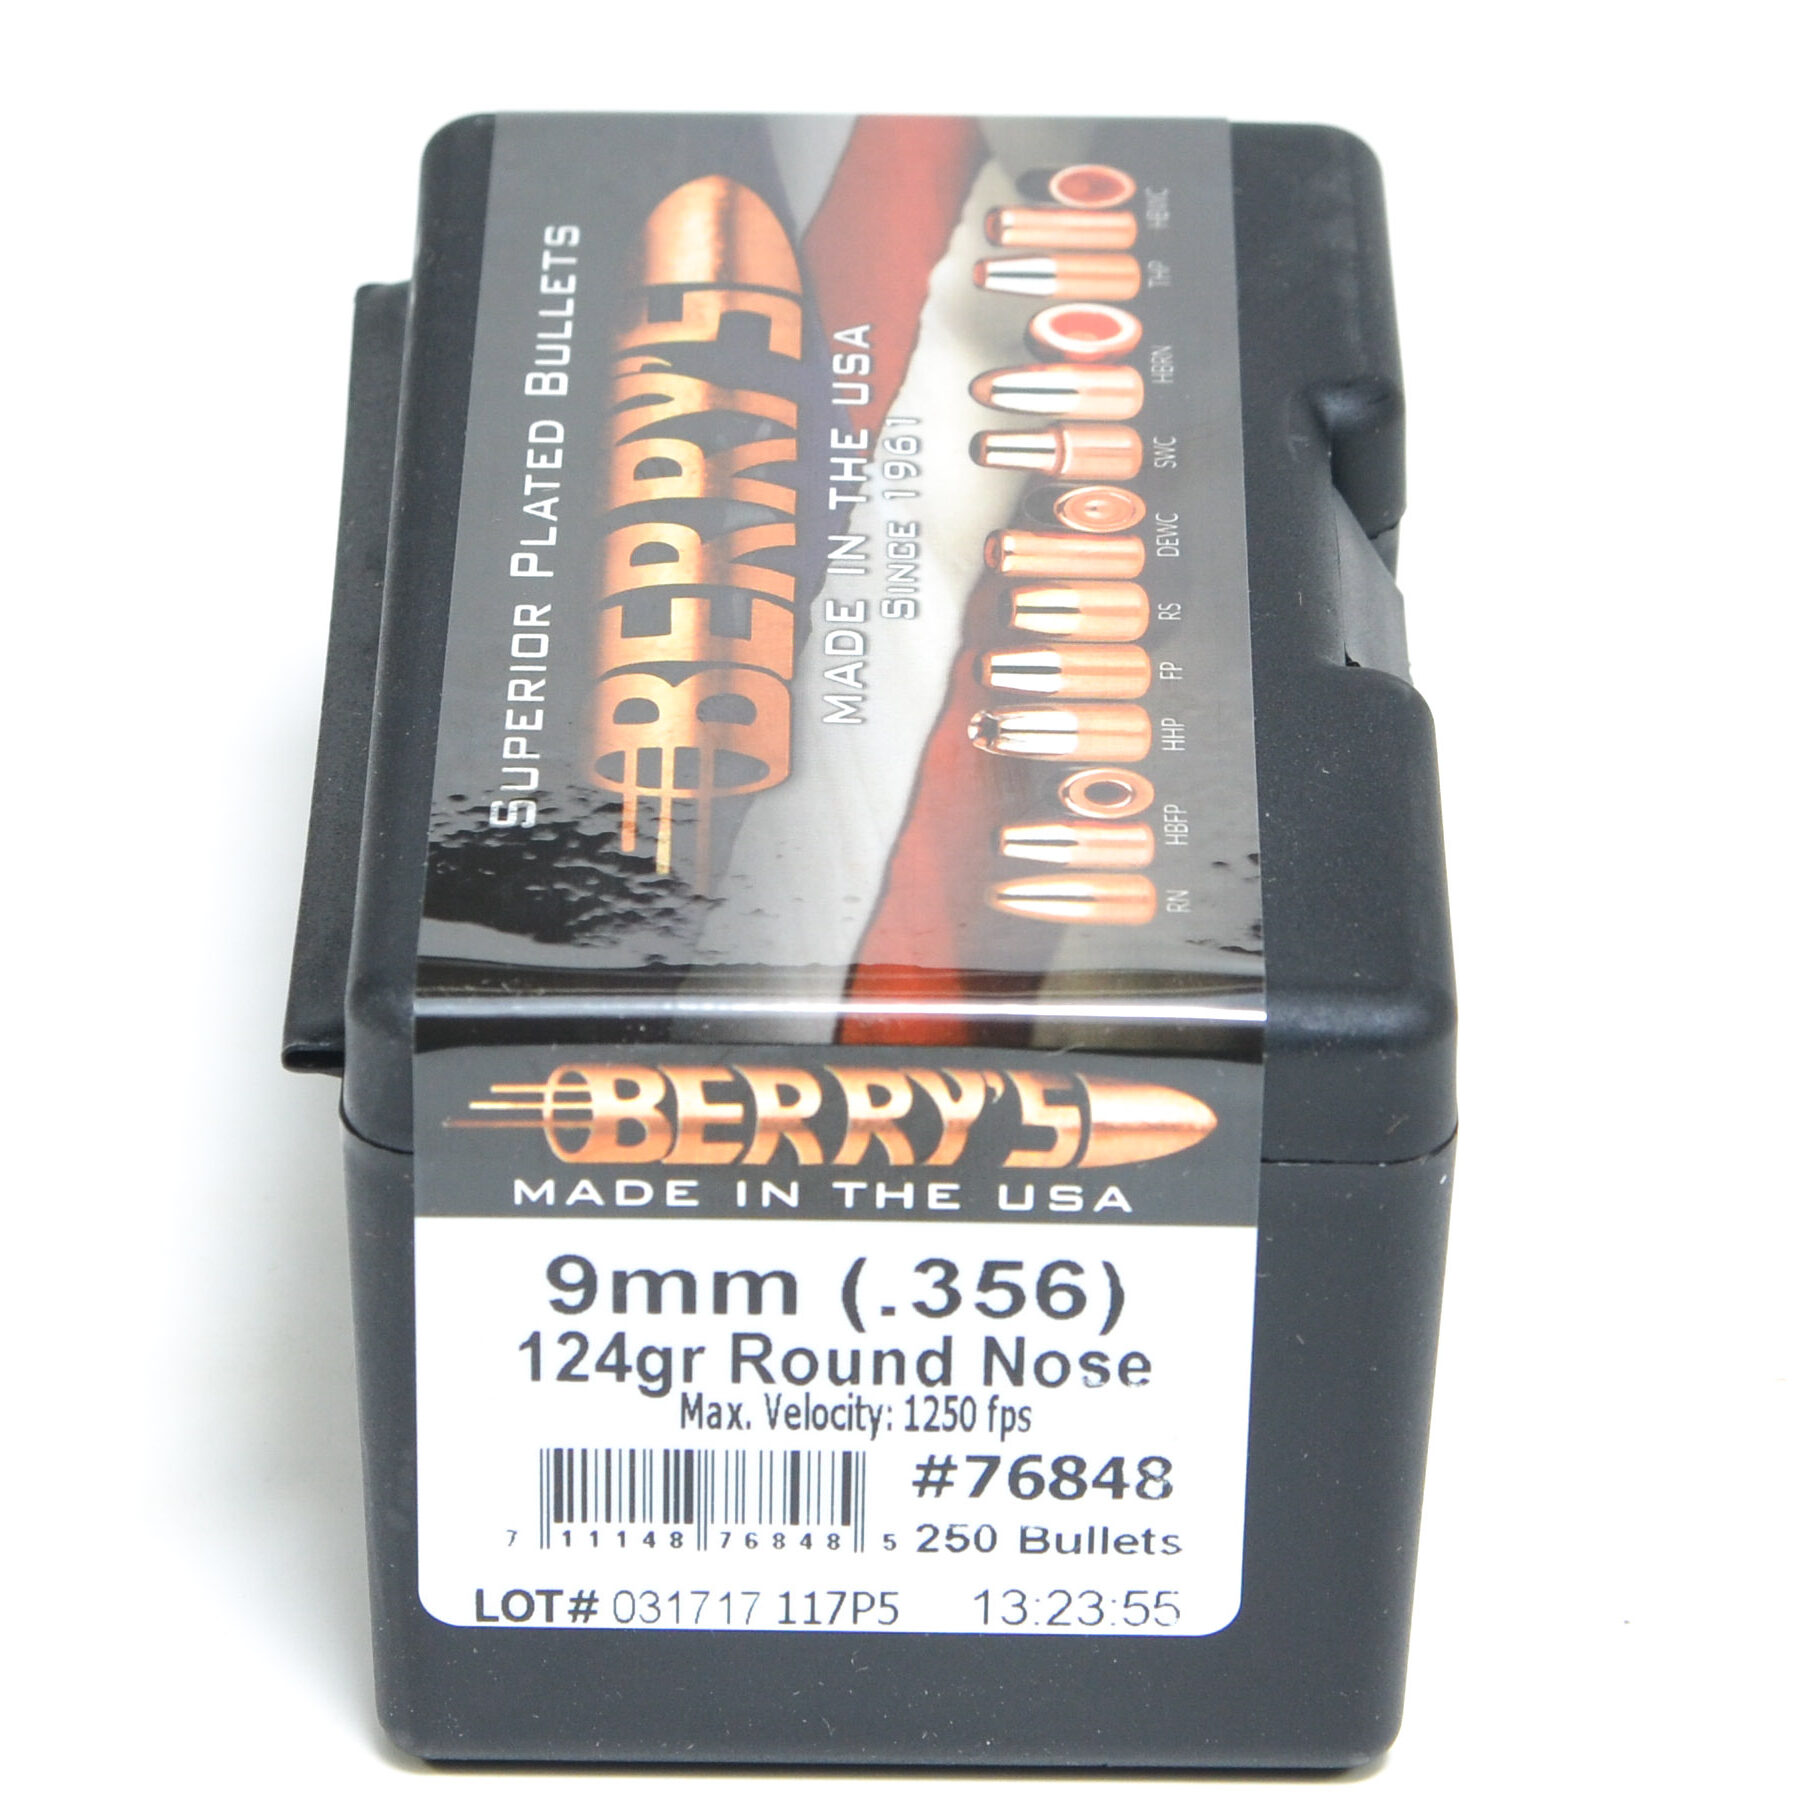 SUPERIOR PLATED BULLETS
BERRY'S
MADE IN THE USA
SINCE 1961
RN HBFP HHP FP RS DEWC SWC HBRN THP HBWC
BERRY'S
MADE IN THE USA
9mm (.356)
124gr Round Nose
Max. Velocity: 1250 fps
#76848
7 11148 76848 5
250 Bullets
LOT# 031717 117P5 13:23:55